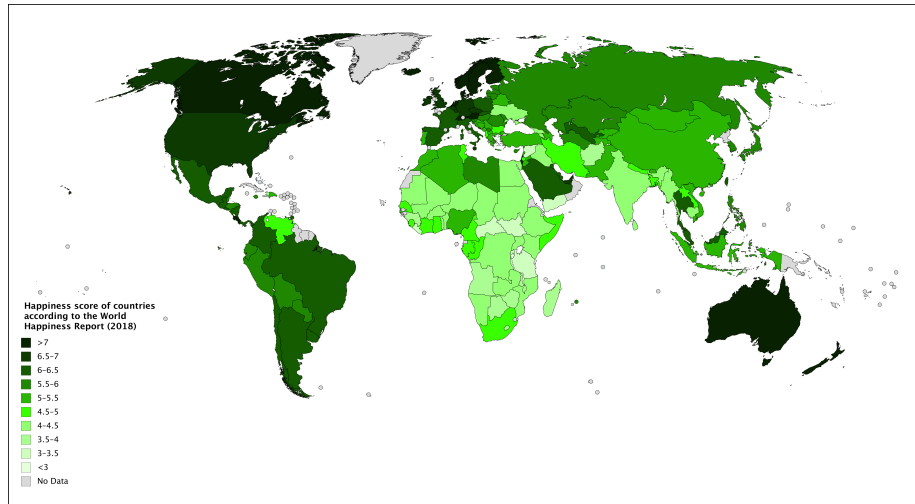 Happiness score of countries
according to the World
Happiness Report (2018)
>7
6.5–7
6–6.5
5.5–6
5–5.5
4.5–5
4–4.5
3.5–4
3–3.5
<3
No Data